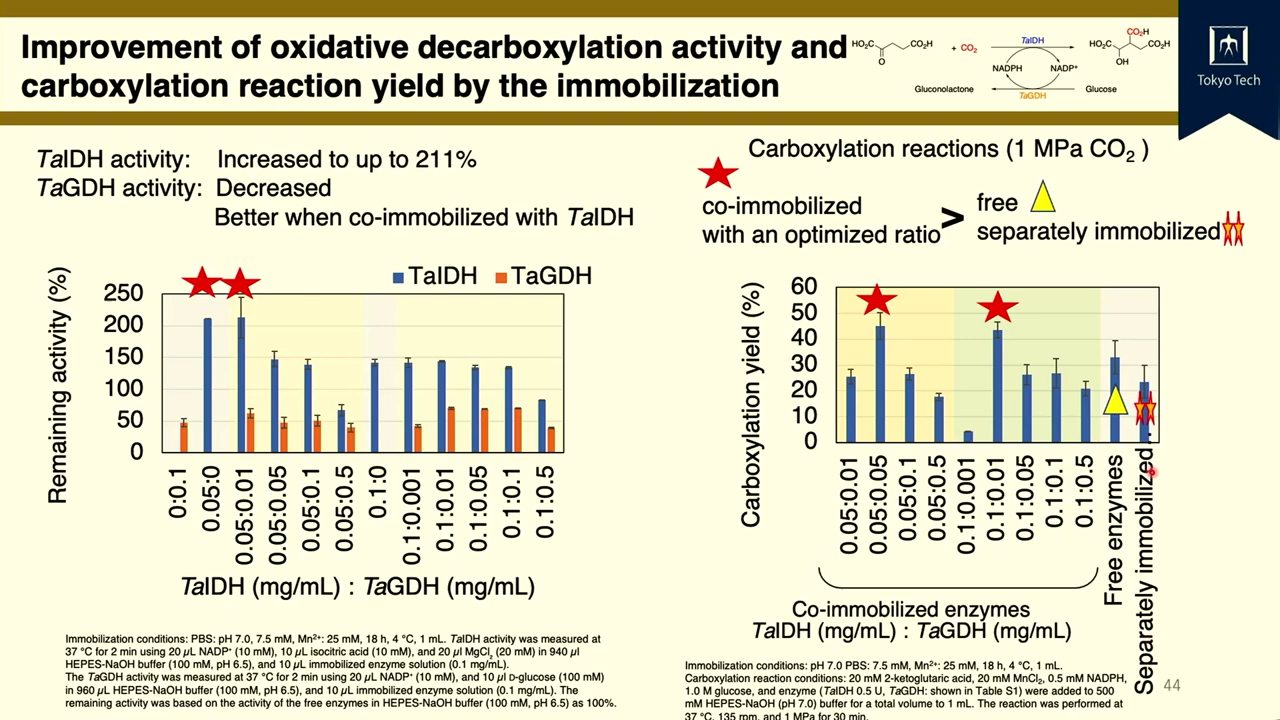 Improvement of oxidative decarboxylation activity and
carboxylation reaction yield by the immobilization
HO₂C CO₂H + CO₂ TaIDH HO₂C CO₂H CO₂H
O NADPH NADP⁺ OH
Gluconolactone TaGDH Glucose
Tokyo Tech
TaIDH activity: Increased to up to 211%
TaGDH activity: Decreased
Better when co-immobilized with TaIDH
TaIDH TaGDH
Remaining activity (%)
250
200
150
100
50
0
0:0.1
0.05:0
0.05:0.01
0.05:0.05
0.05:0.1
0.05:0.5
0.1:0
0.1:0.001
0.1:0.01
0.1:0.05
0.1:0.1
0.1:0.5
TaIDH (mg/mL) : TaGDH (mg/mL)
Immobilization conditions: PBS: pH 7.0, 7.5 mM, Mn²⁺: 25 mM, 18 h, 4 °C, 1 mL. TaIDH activity was measured at
37 °C for 2 min using 20 μL NADP⁺ (10 mM), 10 μL isocitric acid (10 mM), and 20 μl MgCl₂ (20 mM) in 940 μl
HEPES-NaOH buffer (100 mM, pH 6.5), and 10 μL immobilized enzyme solution (0.1 mg/mL).
The TaGDH activity was measured at 37 °C for 2 min using 20 μL NADP⁺ (10 mM), and 10 μl D-glucose (100 mM)
in 960 μL HEPES-NaOH buffer (100 mM, pH 6.5), and 10 μL immobilized enzyme solution (0.1 mg/mL). The
remaining activity was based on the activity of the free enzymes in HEPES-NaOH buffer (100 mM, pH 6.5) as 100%.
Carboxylation reactions (1 MPa CO₂ )
co-immobilized
with an optimized ratio
>
free
separately immobilized
Carboxylation yield (%)
60
50
40
30
20
10
0
0.05:0.01
0.05:0.05
0.05:0.1
0.05:0.5
0.1:0.001
0.1:0.01
0.1:0.05
0.1:0.1
0.1:0.5
Free enzymes
Separately immobilized…
Co-immobilized enzymes
TaIDH (mg/mL) : TaGDH (mg/mL)
Immobilization conditions: pH 7.0 PBS: 7.5 mM, Mn²⁺: 25 mM, 18 h, 4 °C, 1 mL.
Carboxylation reaction conditions: 20 mM 2-ketoglutaric acid, 20 mM MnCl₂, 0.5 mM NADPH,
1.0 M glucose, and enzyme (TaIDH 0.5 U, TaGDH: shown in Table S1) were added to 500
mM HEPES-NaOH (pH 7.0) buffer for a total volume to 1 mL. The reaction was performed at
37 °C, 135 rpm, and 1 MPa for 30 min.
44